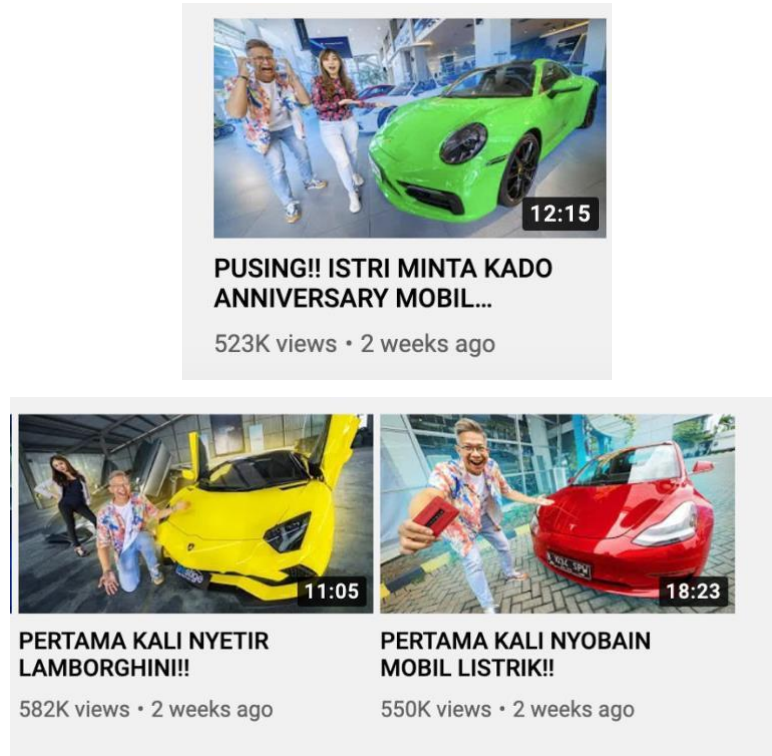 12:15
PUSING!! ISTRI MINTA KADO
ANNIVERSARY MOBIL...
523K views • 2 weeks ago
11:05
PERTAMA KALI NYETIR
LAMBORGHINI!!
582K views • 2 weeks ago
18:23
PERTAMA KALI NYOBAIN
MOBIL LISTRIK!!
550K views • 2 weeks ago